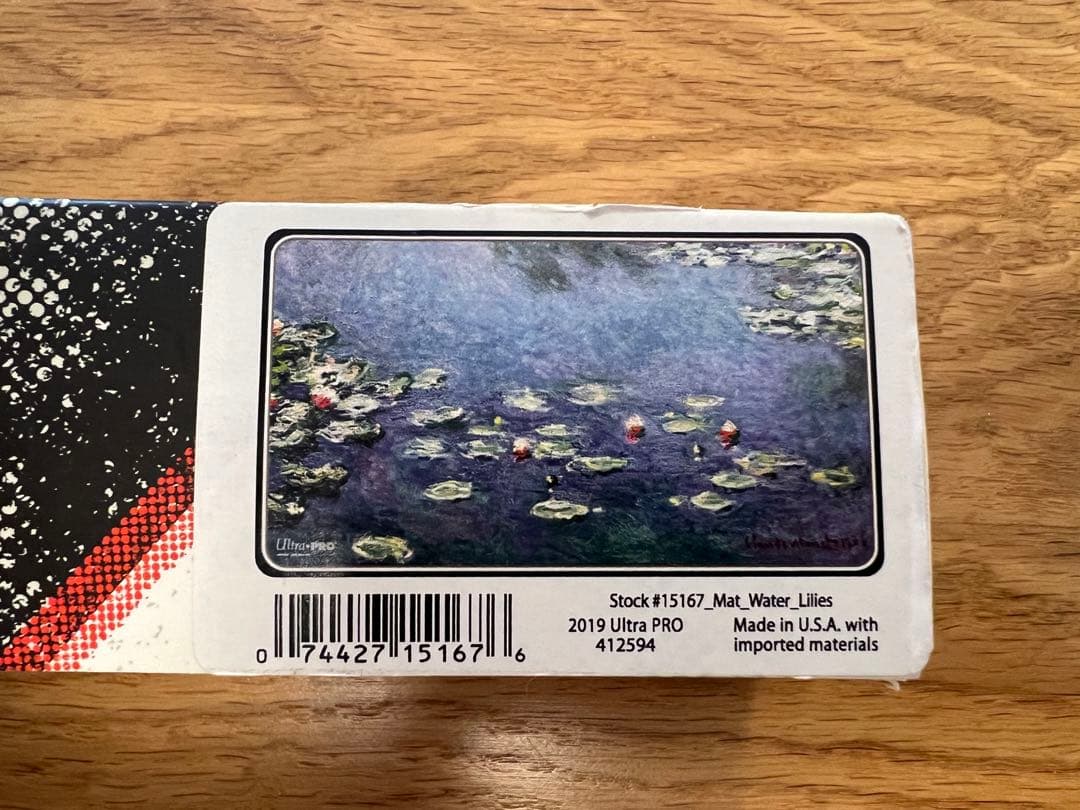 Ultra•PRO
Stock #15167_Mat_Water_Lilies
2019 Ultra PRO
412594
Made in U.S.A. with
imported materials
0 74427 15167 6